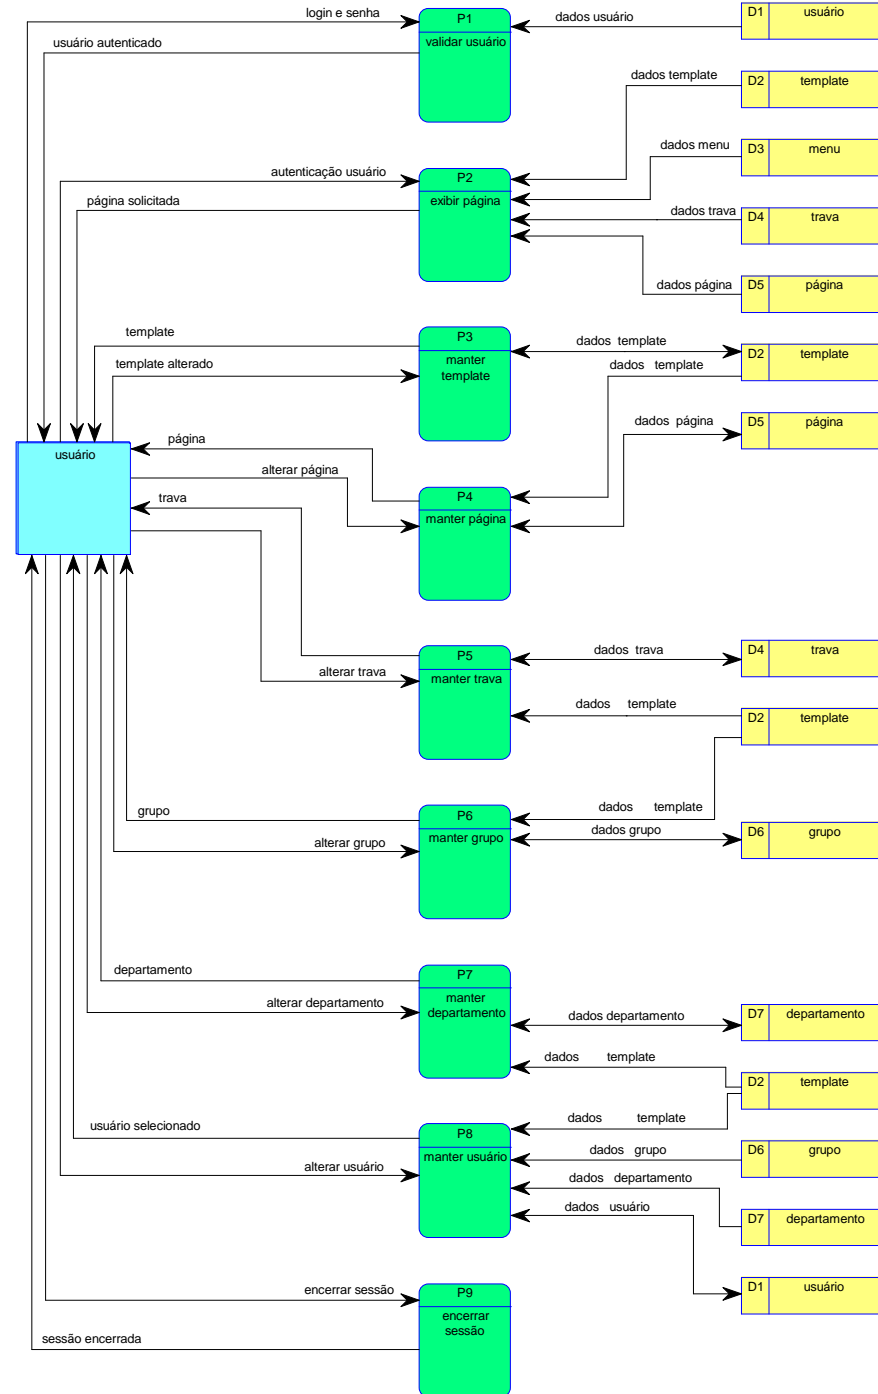 login e senha
P1
dados usuário
D1
usuário
usuário autenticado
validar usuário
dados template
D2
template
dados menu
D3
menu
autenticação usuário
P2
página solicitada
exibir página
dados trava
D4
trava
dados página
D5
página
template
P3
dados template
D2
template
template alterado
manter
template
dados template
dados página
D5
página
página
usuário
alterar página
P4
trava
manter página
P5
dados trava
D4
trava
alterar trava
manter trava
dados template
D2
template
grupo
P6
dados template
alterar grupo
manter grupo
dados grupo
D6
grupo
departamento
P7
alterar departamento
manter
departamento
dados departamento
D7
departamento
dados template
D2
template
usuário selecionado
P8
dados template
alterar usuário
manter usuário
dados grupo
D6
grupo
dados departamento
dados usuário
D7
departamento
encerrar sessão
P9
D1
usuário
sessão encerrada
encerrar
sessão